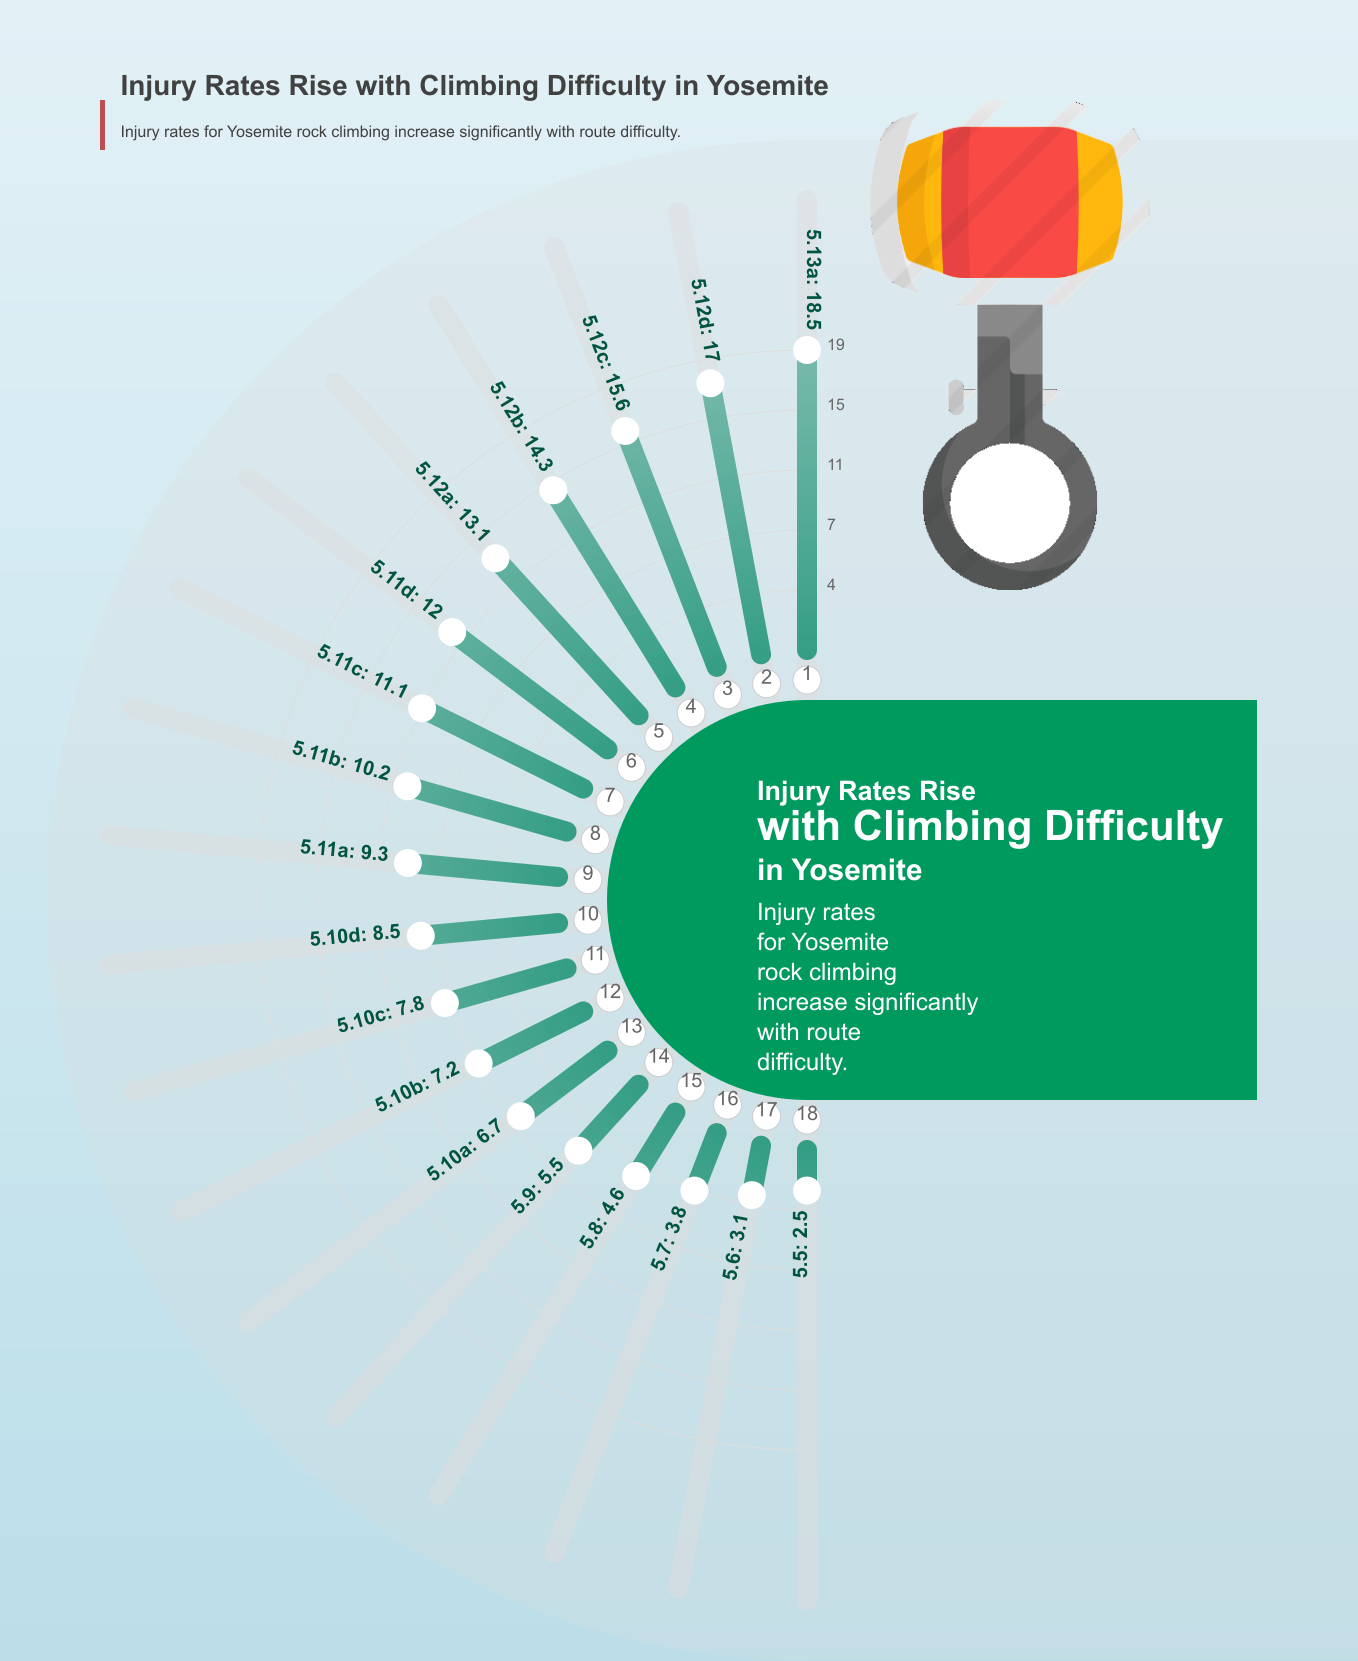 Injury Rates Rise with Climbing Difficulty in Yosemite
Injury rates for Yosemite rock climbing increase significantly with route difficulty.
5.13a: 18.5
5.12d: 17
5.12c: 15.6
5.12b: 14.3
5.12a: 13.1
5.11d: 12
5.11c: 11.1
5.11b: 10.2
5.11a: 9.3
5.10d: 8.5
5.10c: 7.8
5.10b: 7.2
5.10a: 6.7
5.9: 5.5
5.8: 4.6
5.7: 3.8
5.6: 3.1
5.5: 2.5
19
15
11
7
4
1
2
3
4
5
6
7
8
9
10
11
12
13
14
15
16
17
18
Injury Rates Rise
with Climbing Difficulty
in Yosemite
Injury rates
for Yosemite
rock climbing
increase significantly
with route
difficulty.